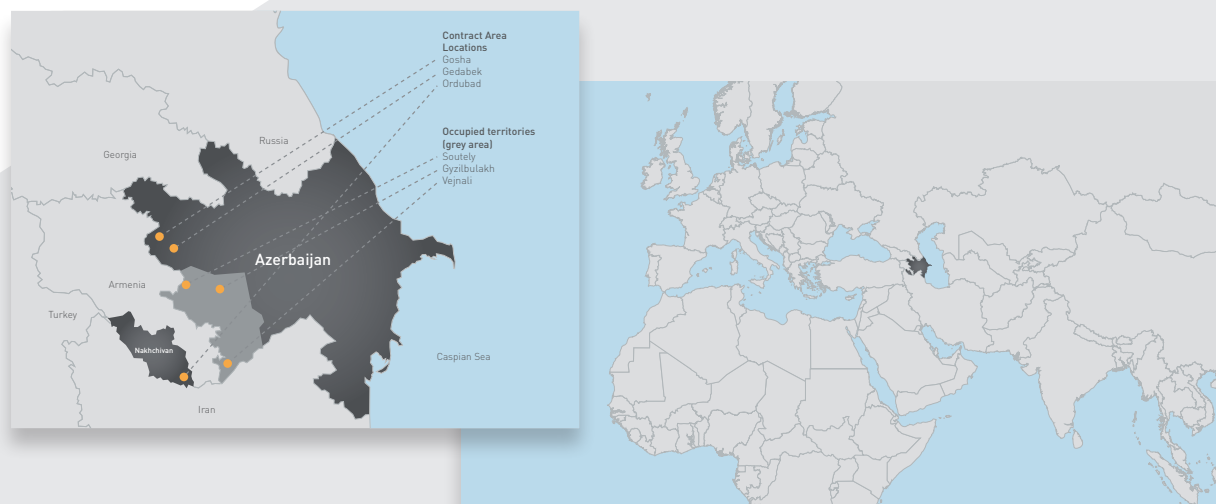 Contract Area
Locations
Gosha
Gedabek
Ordubad
Occupied territories
(grey area)
Soutely
Gyzilbulakh
Vejnali
Russia
Georgia
Azerbaijan
Armenia
Turkey
Nakhchivan
Caspian Sea
Iran